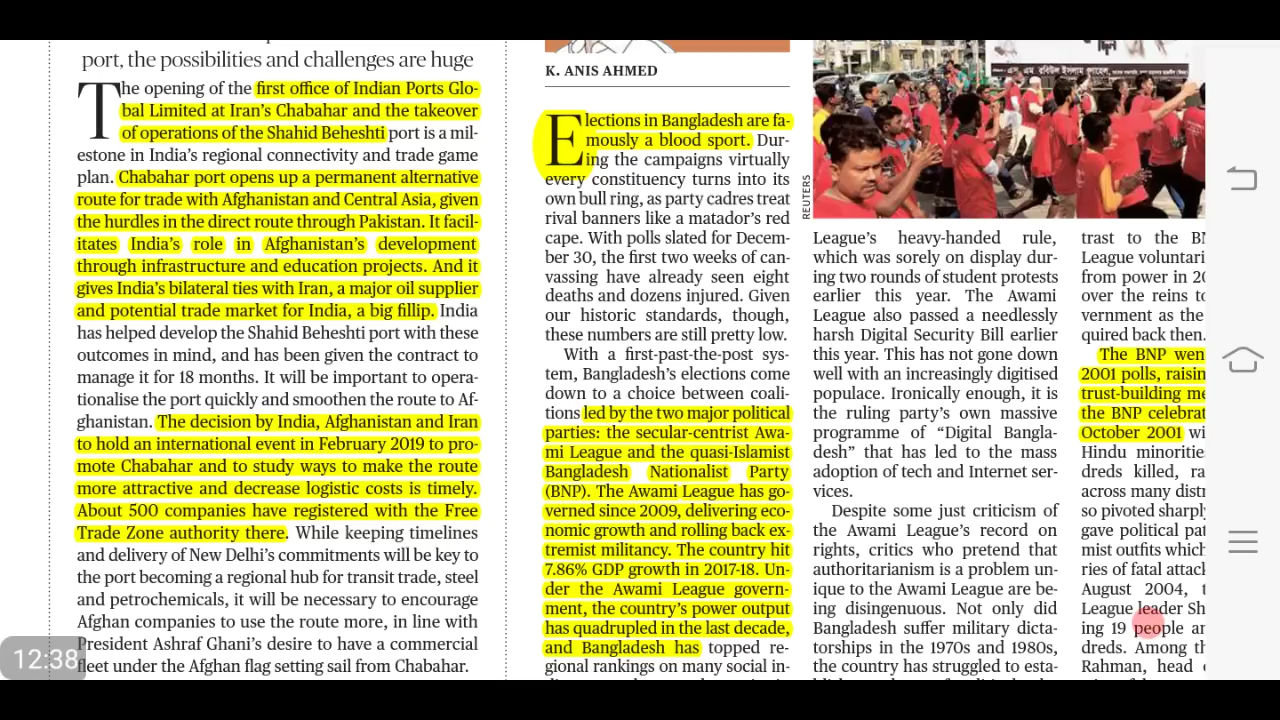 port, the possibilities and challenges are huge
The opening of the first office of Indian Ports Glo-
bal Limited at Iran's Chabahar and the takeover
of operations of the Shahid Beheshti port is a mil-
estone in India's regional connectivity and trade game
plan. Chabahar port opens up a permanent alternative
route for trade with Afghanistan and Central Asia, given
the hurdles in the direct route through Pakistan. It facil-
itates India's role in Afghanistan's development
through infrastructure and education projects. And it
gives India's bilateral ties with Iran, a major oil supplier
and potential trade market for India, a big fillip. India
has helped develop the Shahid Beheshti port with these
outcomes in mind, and has been given the contract to
manage it for 18 months. It will be important to opera-
tionalise the port quickly and smoothen the route to Af-
ghanistan. The decision by India, Afghanistan and Iran
to hold an international event in February 2019 to pro-
mote Chabahar and to study ways to make the route
more attractive and decrease logistic costs is timely.
About 500 companies have registered with the Free
Trade Zone authority there. While keeping timelines
and delivery of New Delhi's commitments will be key to
the port becoming a regional hub for transit trade, steel
and petrochemicals, it will be necessary to encourage
Afghan companies to use the route more, in line with
President Ashraf Ghani's desire to have a commercial
fleet under the Afghan flag setting sail from Chabahar.
12:38
K. ANIS AHMED
Elections in Bangladesh are fa-
mously a blood sport. Dur-
ing the campaigns virtually
every constituency turns into its
own bull ring, as party cadres treat
rival banners like a matador's red
cape. With polls slated for Decem-
ber 30, the first two weeks of can-
vassing have already seen eight
deaths and dozens injured. Given
our historic standards, though,
these numbers are still pretty low.
With a first-past-the-post sys-
tem, Bangladesh's elections come
down to a choice between coali-
tions led by the two major political
parties: the secular-centrist Awa-
mi League and the quasi-Islamist
Bangladesh Nationalist Party
(BNP). The Awami League has go-
verned since 2009, delivering eco-
nomic growth and rolling back ex-
tremist militancy. The country hit
7.86% GDP growth in 2017-18. Un-
der the Awami League govern-
ment, the country's power output
has quadrupled in the last decade,
and Bangladesh has topped re-
gional rankings on many social in-
REUTERS
League's heavy-handed rule,
which was sorely on display dur-
ing two rounds of student protests
earlier this year. The Awami
League also passed a needlessly
harsh Digital Security Bill earlier
this year. This has not gone down
well with an increasingly digitised
populace. Ironically enough, it is
the ruling party's own massive
programme of "Digital Bangla-
desh" that has led to the mass
adoption of tech and Internet ser-
vices.
Despite some just criticism of
the Awami League's record on
rights, critics who pretend that
authoritarianism is a problem un-
ique to the Awami League are be-
ing disingenuous. Not only did
Bangladesh suffer military dicta-
torships in the 1970s and 1980s,
the country has struggled to esta-
trast to the BN
League voluntari
from power in 20
over the reins to
vernment as the
quired back then.
The BNP wen
2001 polls, raisin
trust-building me
the BNP celebrat
October 2001 wi
Hindu minoritie
dreds killed, ra
across many distr
so pivoted sharpl
gave political pat
mist outfits which
ries of fatal attack
August 2004, t
League leader Sh
ing 19 people an
dreds. Among th
Rahman, head